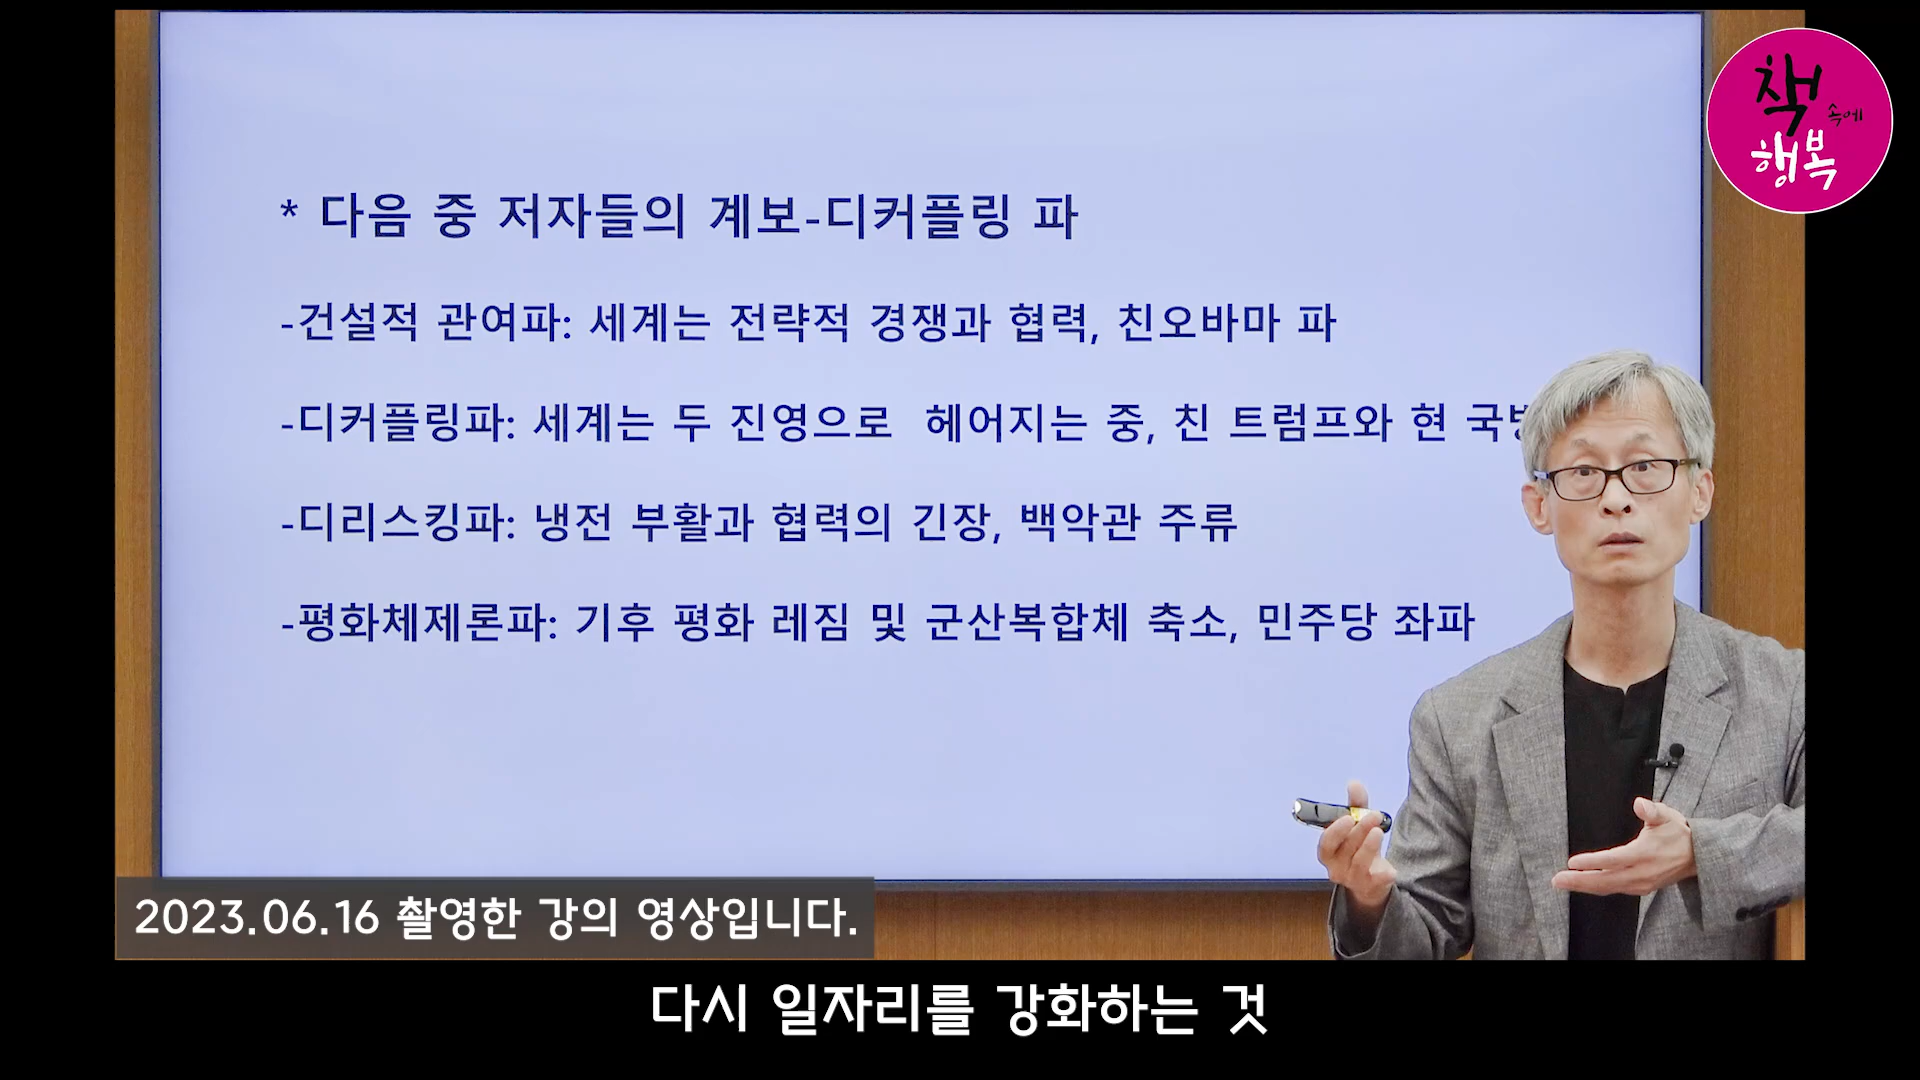 책
속에
행복
* 다음 중 저자들의 계보-디커플링 파
-건설적 관여파: 세계는 전략적 경쟁과 협력, 친오바마 파
-디커플링파: 세계는 두 진영으로 헤어지는 중, 친 트럼프와 현
-디리스킹파: 냉전 부활과 협력의 긴장, 백악관 주류
-평화체제론파: 기후 평화 레짐 및 군산복합체 축소, 민주당 좌파
2023.06.16 촬영한 강의 영상입니다.
다시 일자리를 강화하는 것